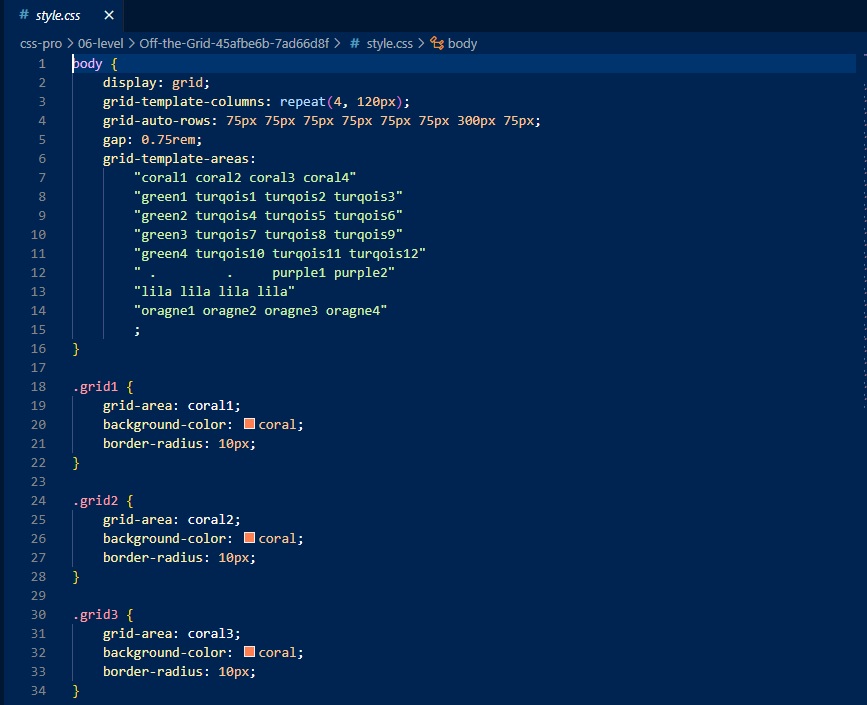 # style.css ×
css-pro > 06-level > Off-the-Grid-45afbe6b-7ad66d8f > # style.css > body
1 body {
2 display: grid;
3 grid-template-columns: repeat(4, 120px);
4 grid-auto-rows: 75px 75px 75px 75px 75px 75px 300px 75px;
5 gap: 0.75rem;
6 grid-template-areas:
7 "coral1 coral2 coral3 coral4"
8 "green1 turqois1 turqois2 turqois3"
9 "green2 turqois4 turqois5 turqois6"
10 "green3 turqois7 turqois8 turqois9"
11 "green4 turqois10 turqois11 turqois12"
12 " . . purple1 purple2"
13 "lila lila lila lila"
14 "oragne1 oragne2 oragne3 oragne4"
15 ;
16 }
17
18 .grid1 {
19 grid-area: coral1;
20 background-color: coral;
21 border-radius: 10px;
22 }
23
24 .grid2 {
25 grid-area: coral2;
26 background-color: coral;
27 border-radius: 10px;
28 }
29
30 .grid3 {
31 grid-area: coral3;
32 background-color: coral;
33 border-radius: 10px;
34 }